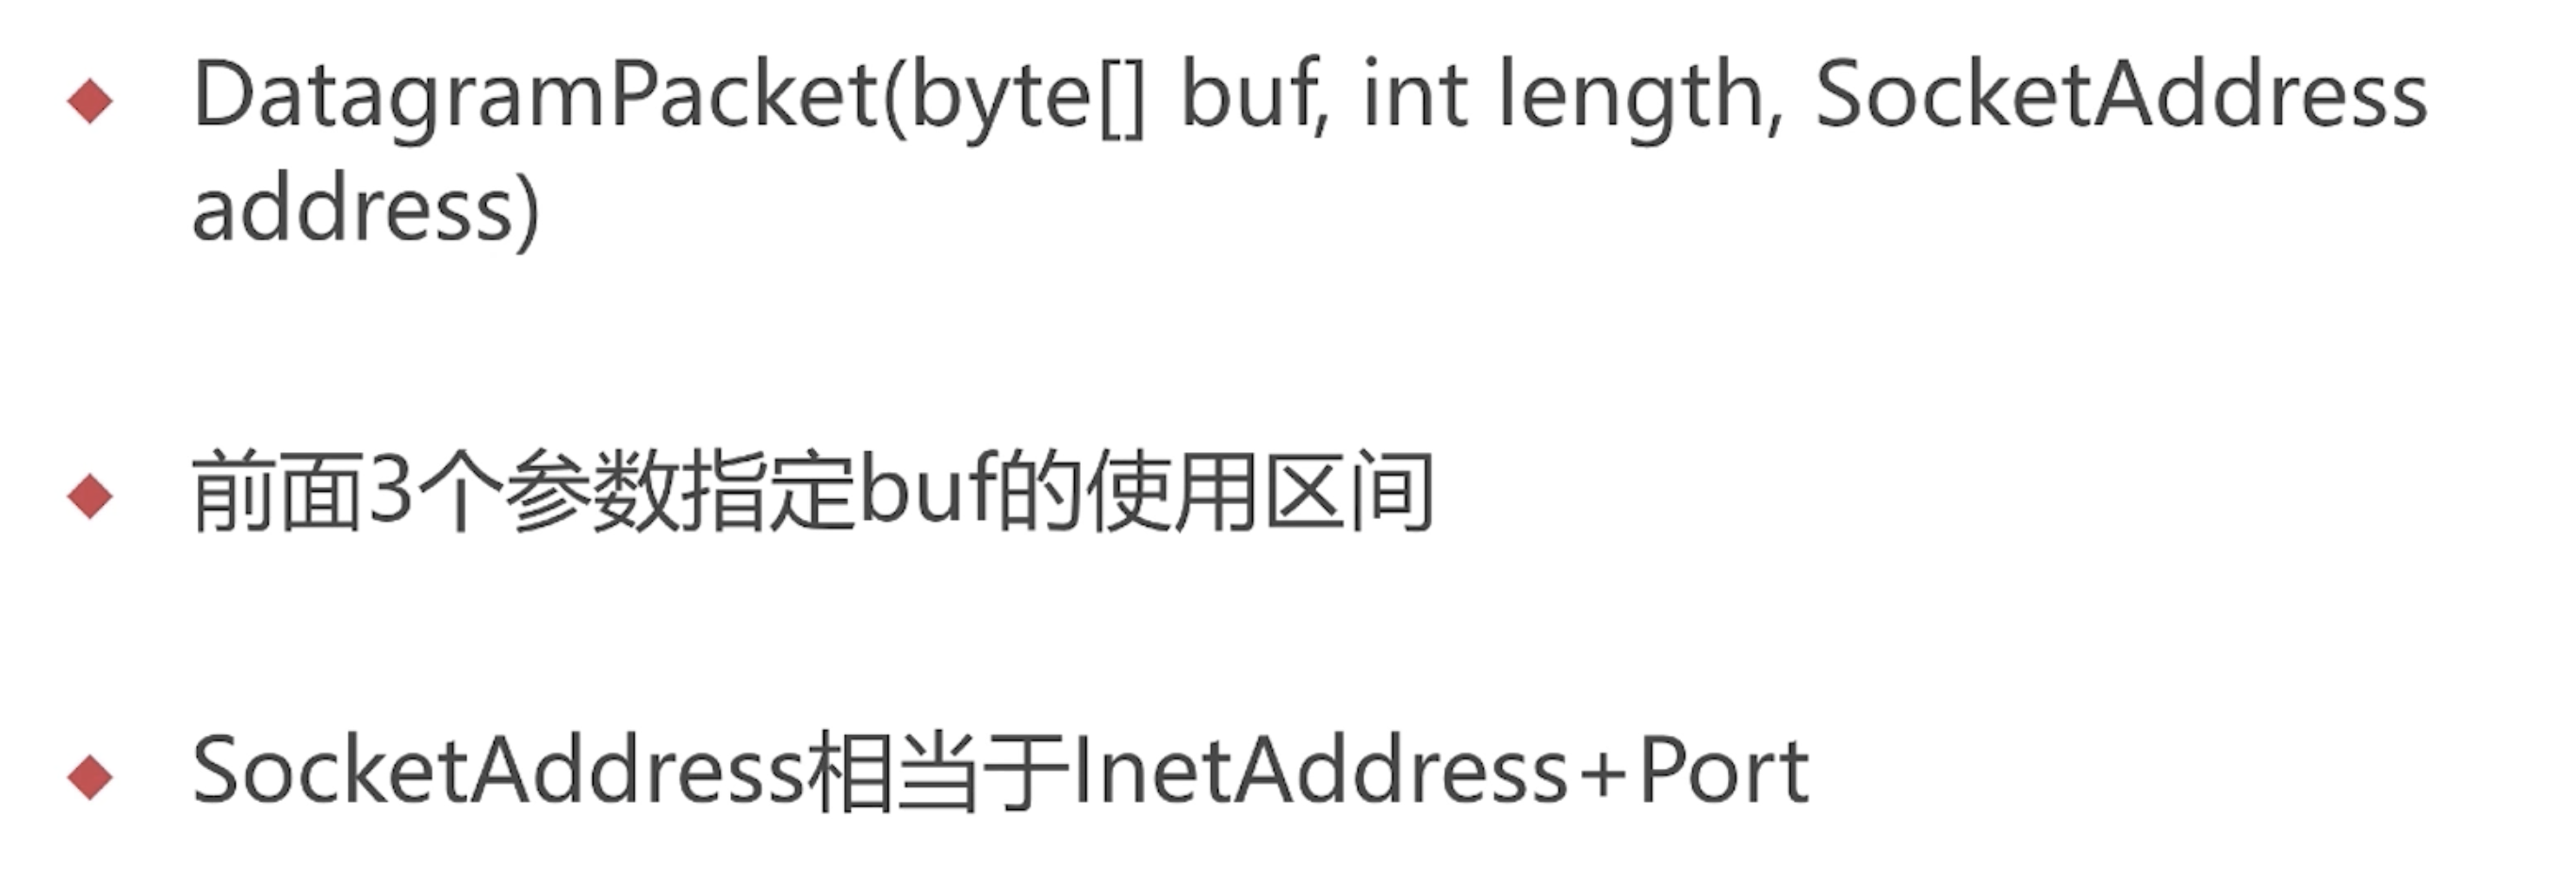 DatagramPacket(byte[] buf, int length, SocketAddress
address)
前面3个参数指定buf的使用区间
SocketAddress相当于InetAddress+Port